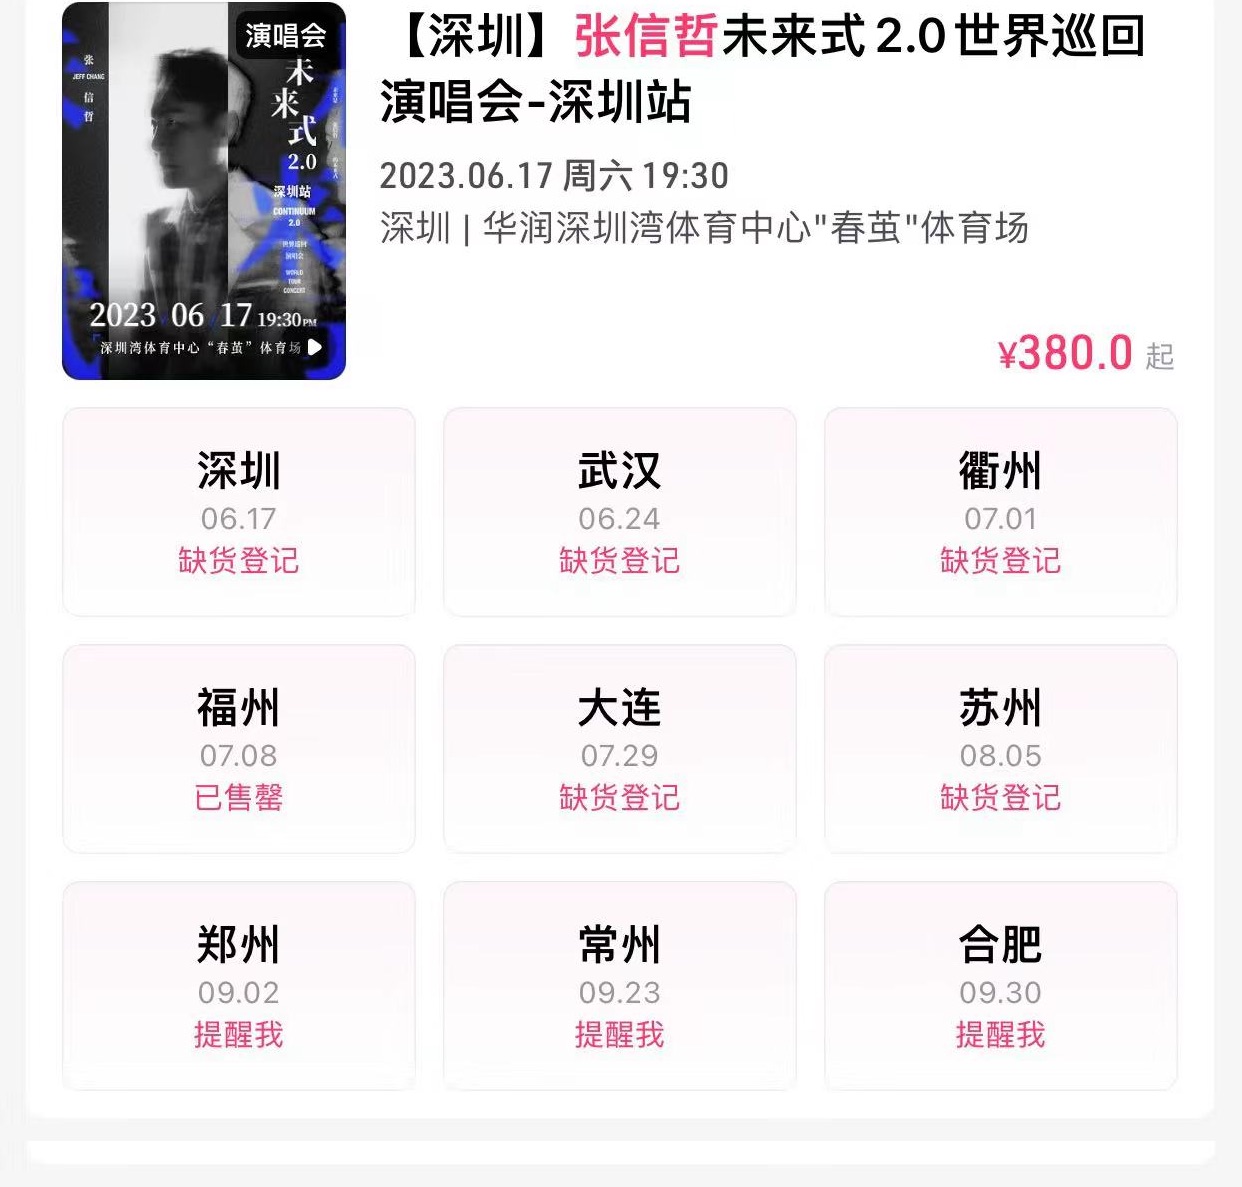 演唱会
张
JEFF CHANG
信
哲
未来式
2.0
深圳站
CONTINUUM
2.0
世界巡回
演唱会
WORLD
TOUR
CONCERT
2023 06 17 19:30PM
深圳湾体育中心“春茧”体育场
【深圳】张信哲未来式2.0世界巡回
演唱会-深圳站
2023.06.17 周六 19:30
深圳 | 华润深圳湾体育中心"春茧"体育场
¥380.0 起
深圳 武汉 衢州
06.17 06.24 07.01
缺货登记 缺货登记 缺货登记
福州 大连 苏州
07.08 07.29 08.05
已售罄 缺货登记 缺货登记
郑州 常州 合肥
09.02 09.23 09.30
提醒我 提醒我 提醒我